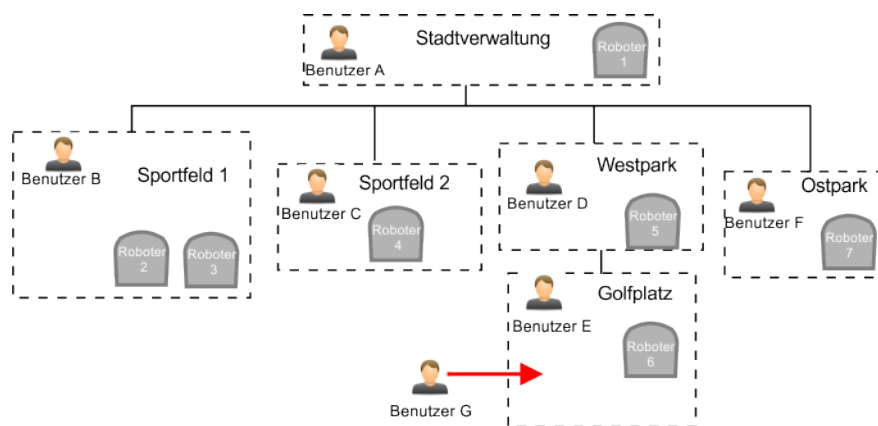 Stadtverwaltung
Benutzer A
Roboter
1
Benutzer B
Sportfeld 1
Roboter
2
Roboter
3
Sportfeld 2
Benutzer C
Roboter
4
Westpark
Benutzer D
Roboter
5
Ostpark
Benutzer F
Roboter
7
Golfplatz
Benutzer E
Roboter
6
Benutzer G